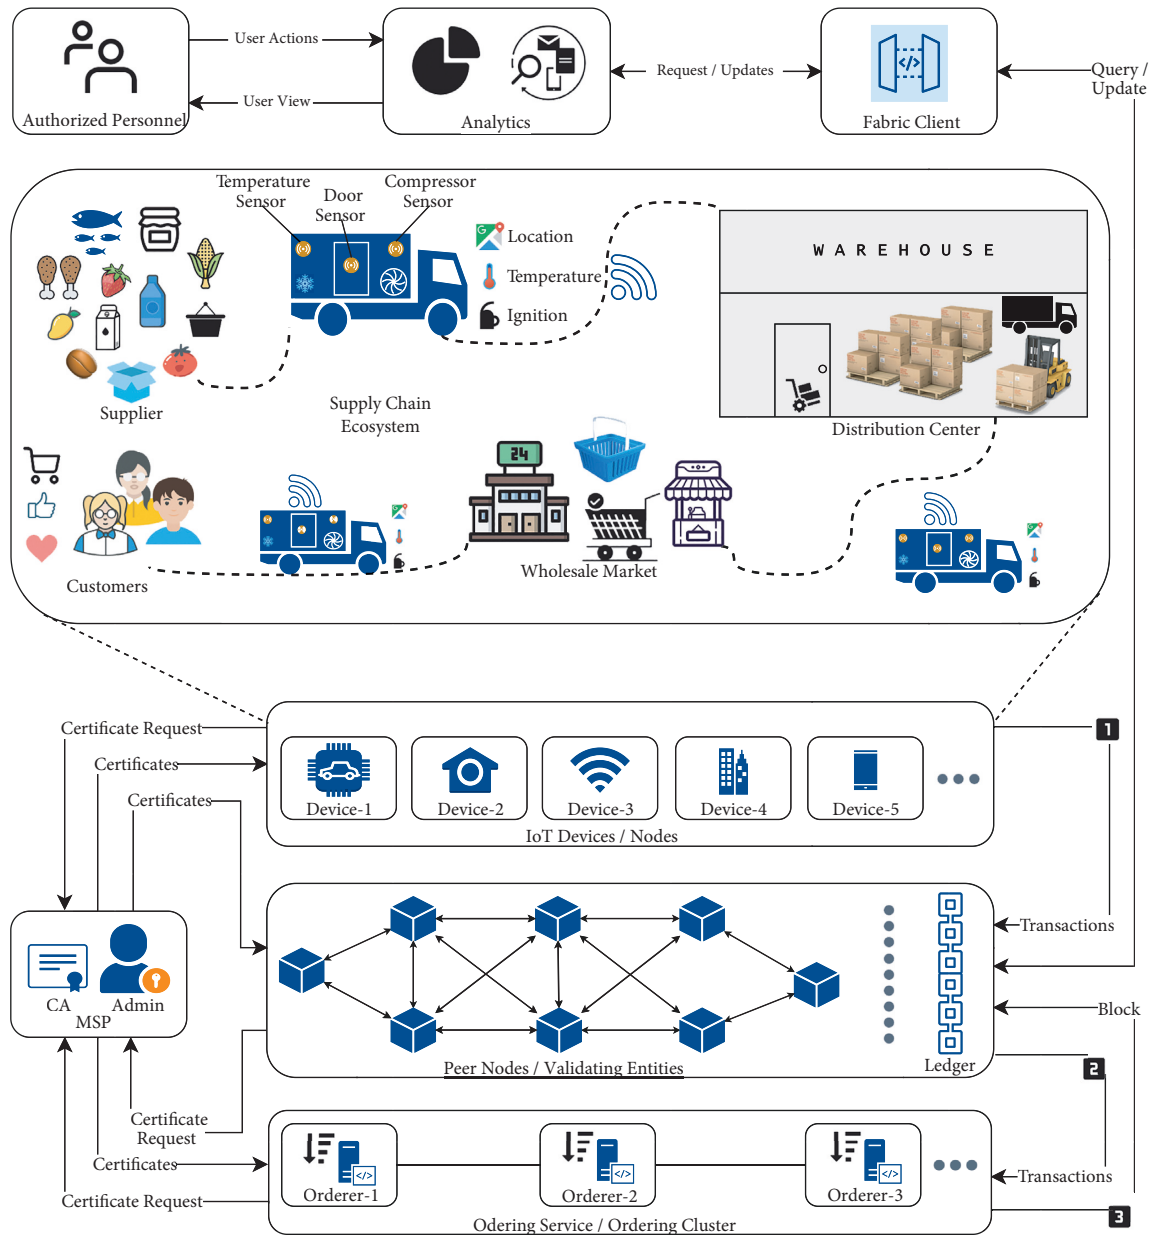 User Actions
User View
Authorized Personnel
Analytics
Request / Updates
Fabric Client
Query /
Update
Temperature
Sensor
Door
Sensor
Compressor
Sensor
Location
Temperature
Ignition
WAREHOUSE
Supplier
Supply Chain
Ecosystem
Distribution Center
24
Customers
Wholesale Market
Certificate Request
Certificates
Certificates
1
Device-1
Device-2
Device-3
Device-4
Device-5
IoT Devices / Nodes
Transactions
CA
Admin
MSP
Block
Peer Nodes / Validating Entities
Ledger
2
Certificate
Request
Certificates
Certificate Request
Orderer-1
Orderer-2
Orderer-3
Transactions
Odering Service / Ordering Cluster
3